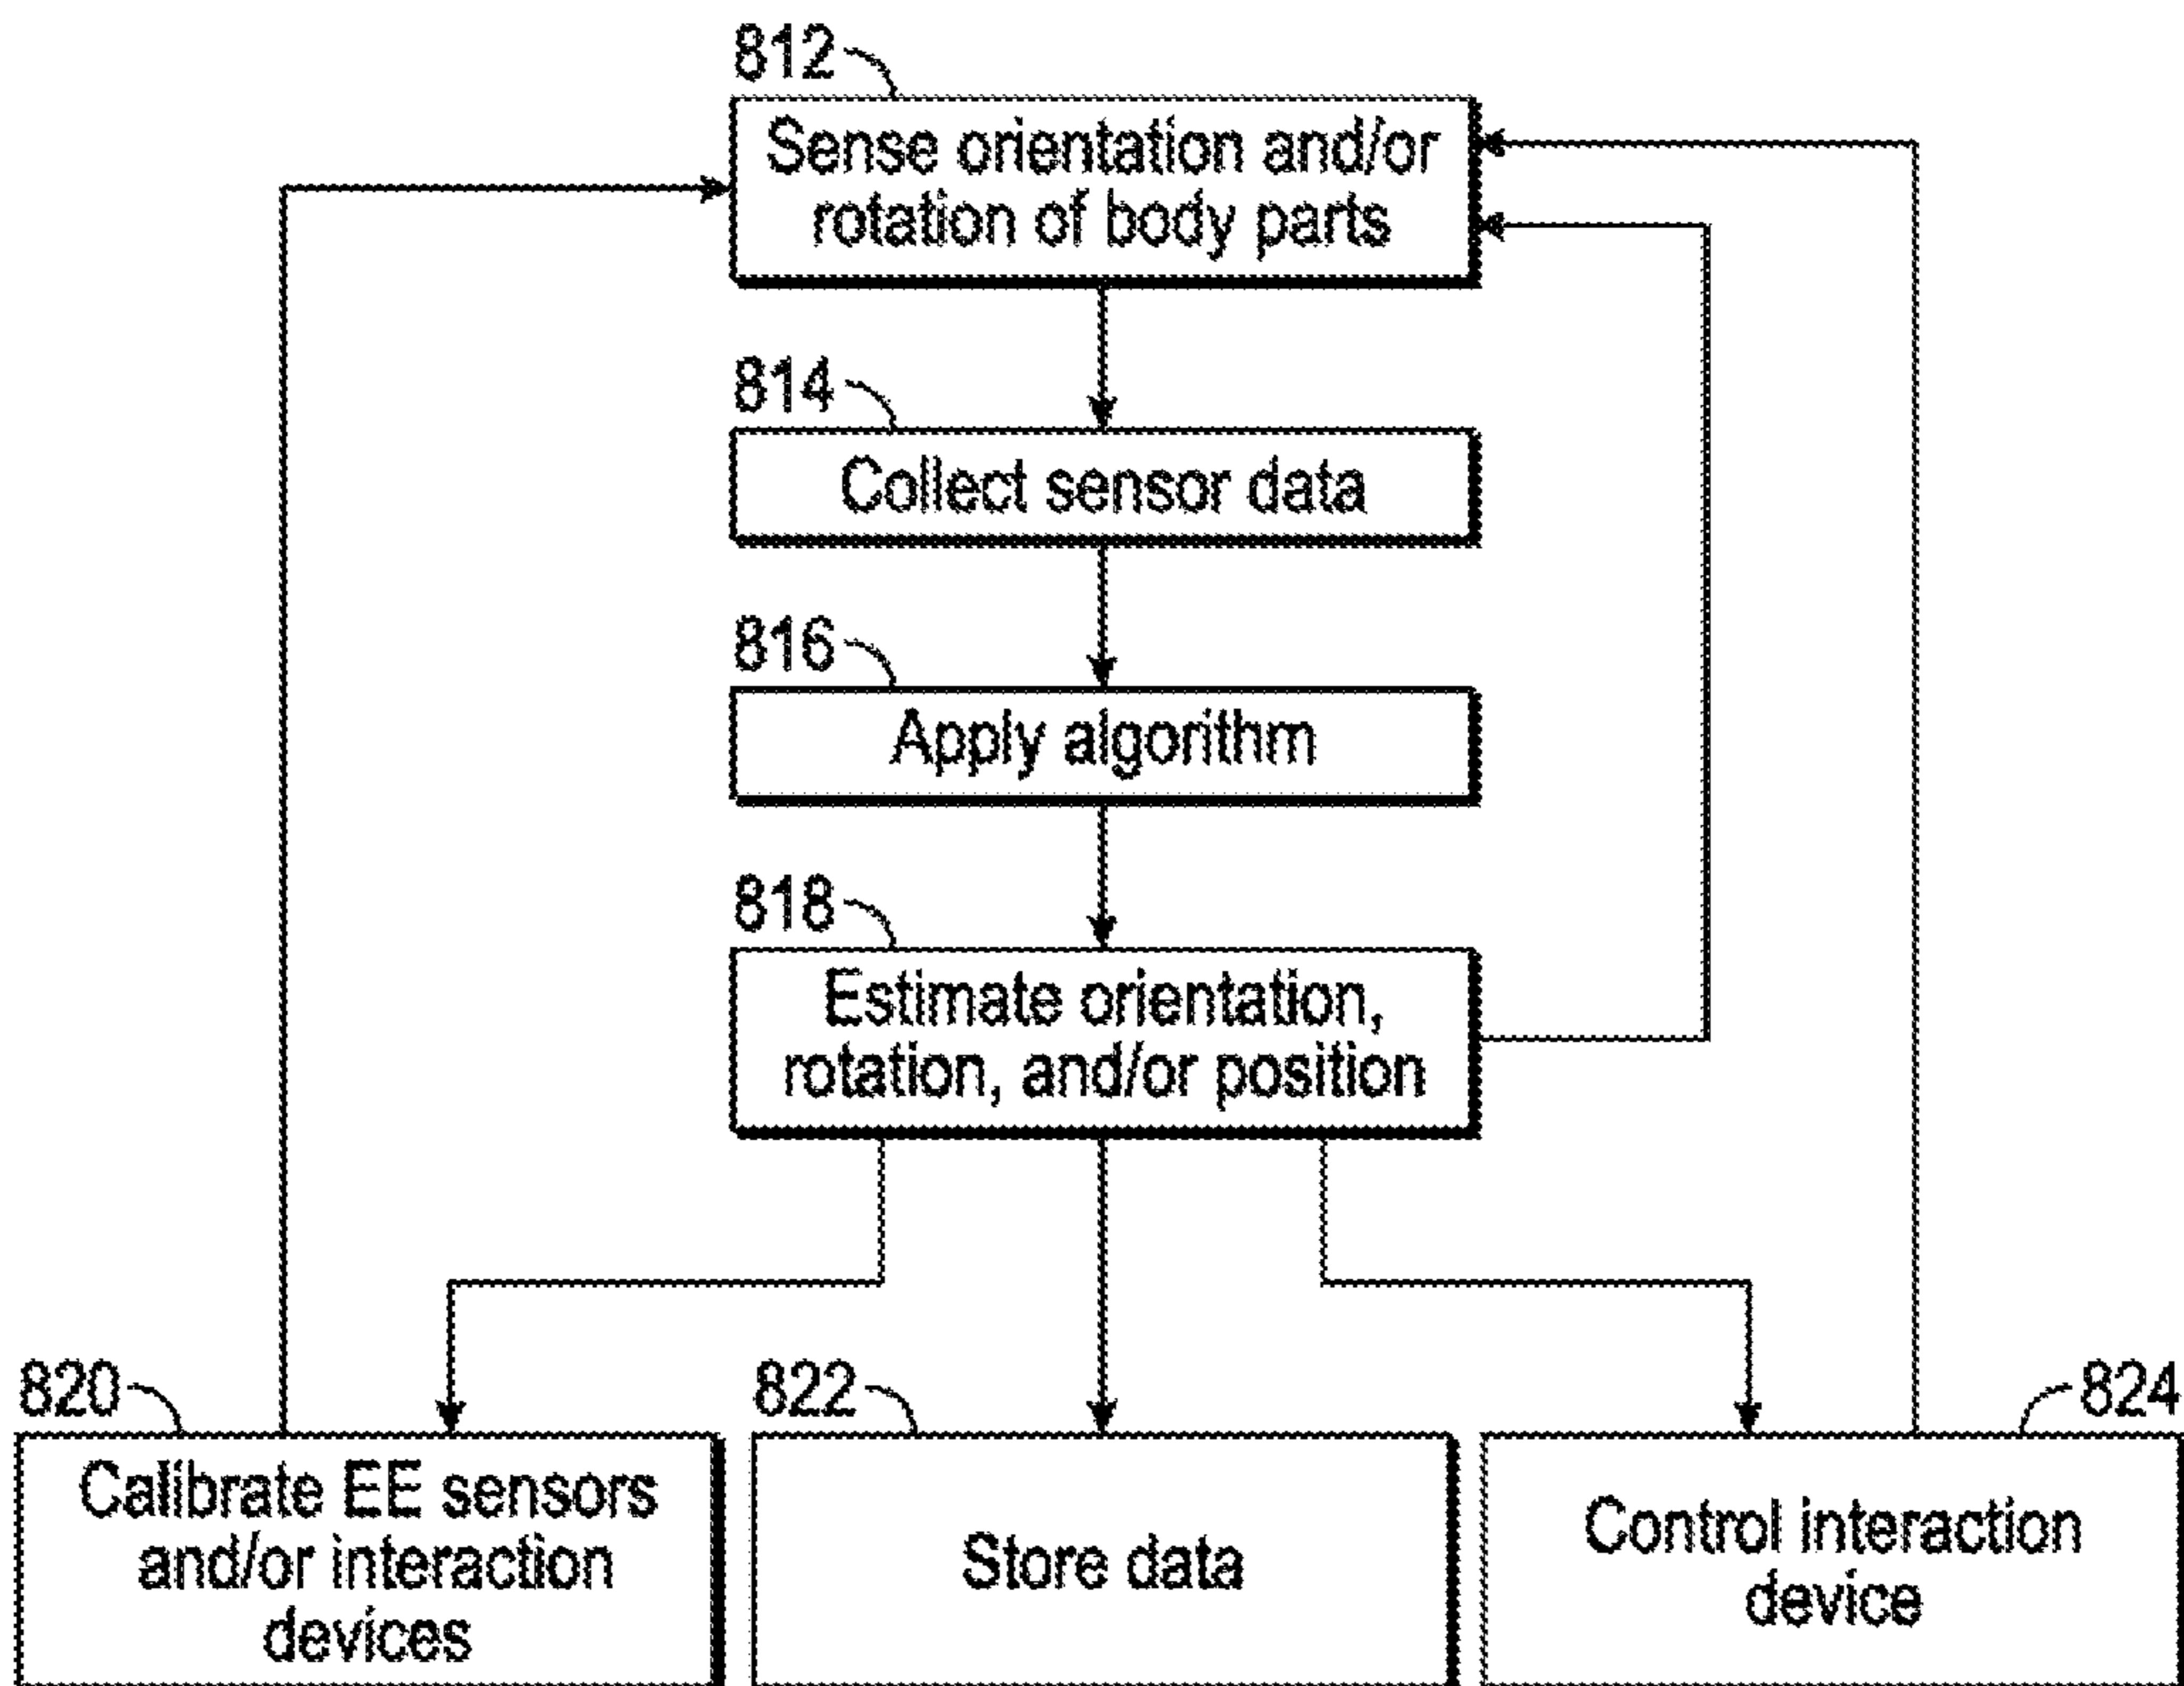 812
Sense orientation and/or
rotation of body parts
814
Collect sensor data
816
Apply algorithm
818
Estimate orientation,
rotation, and/or position
820
Calibrate EE sensors
and/or interaction
devices
822
Store data
824
Control interaction
device